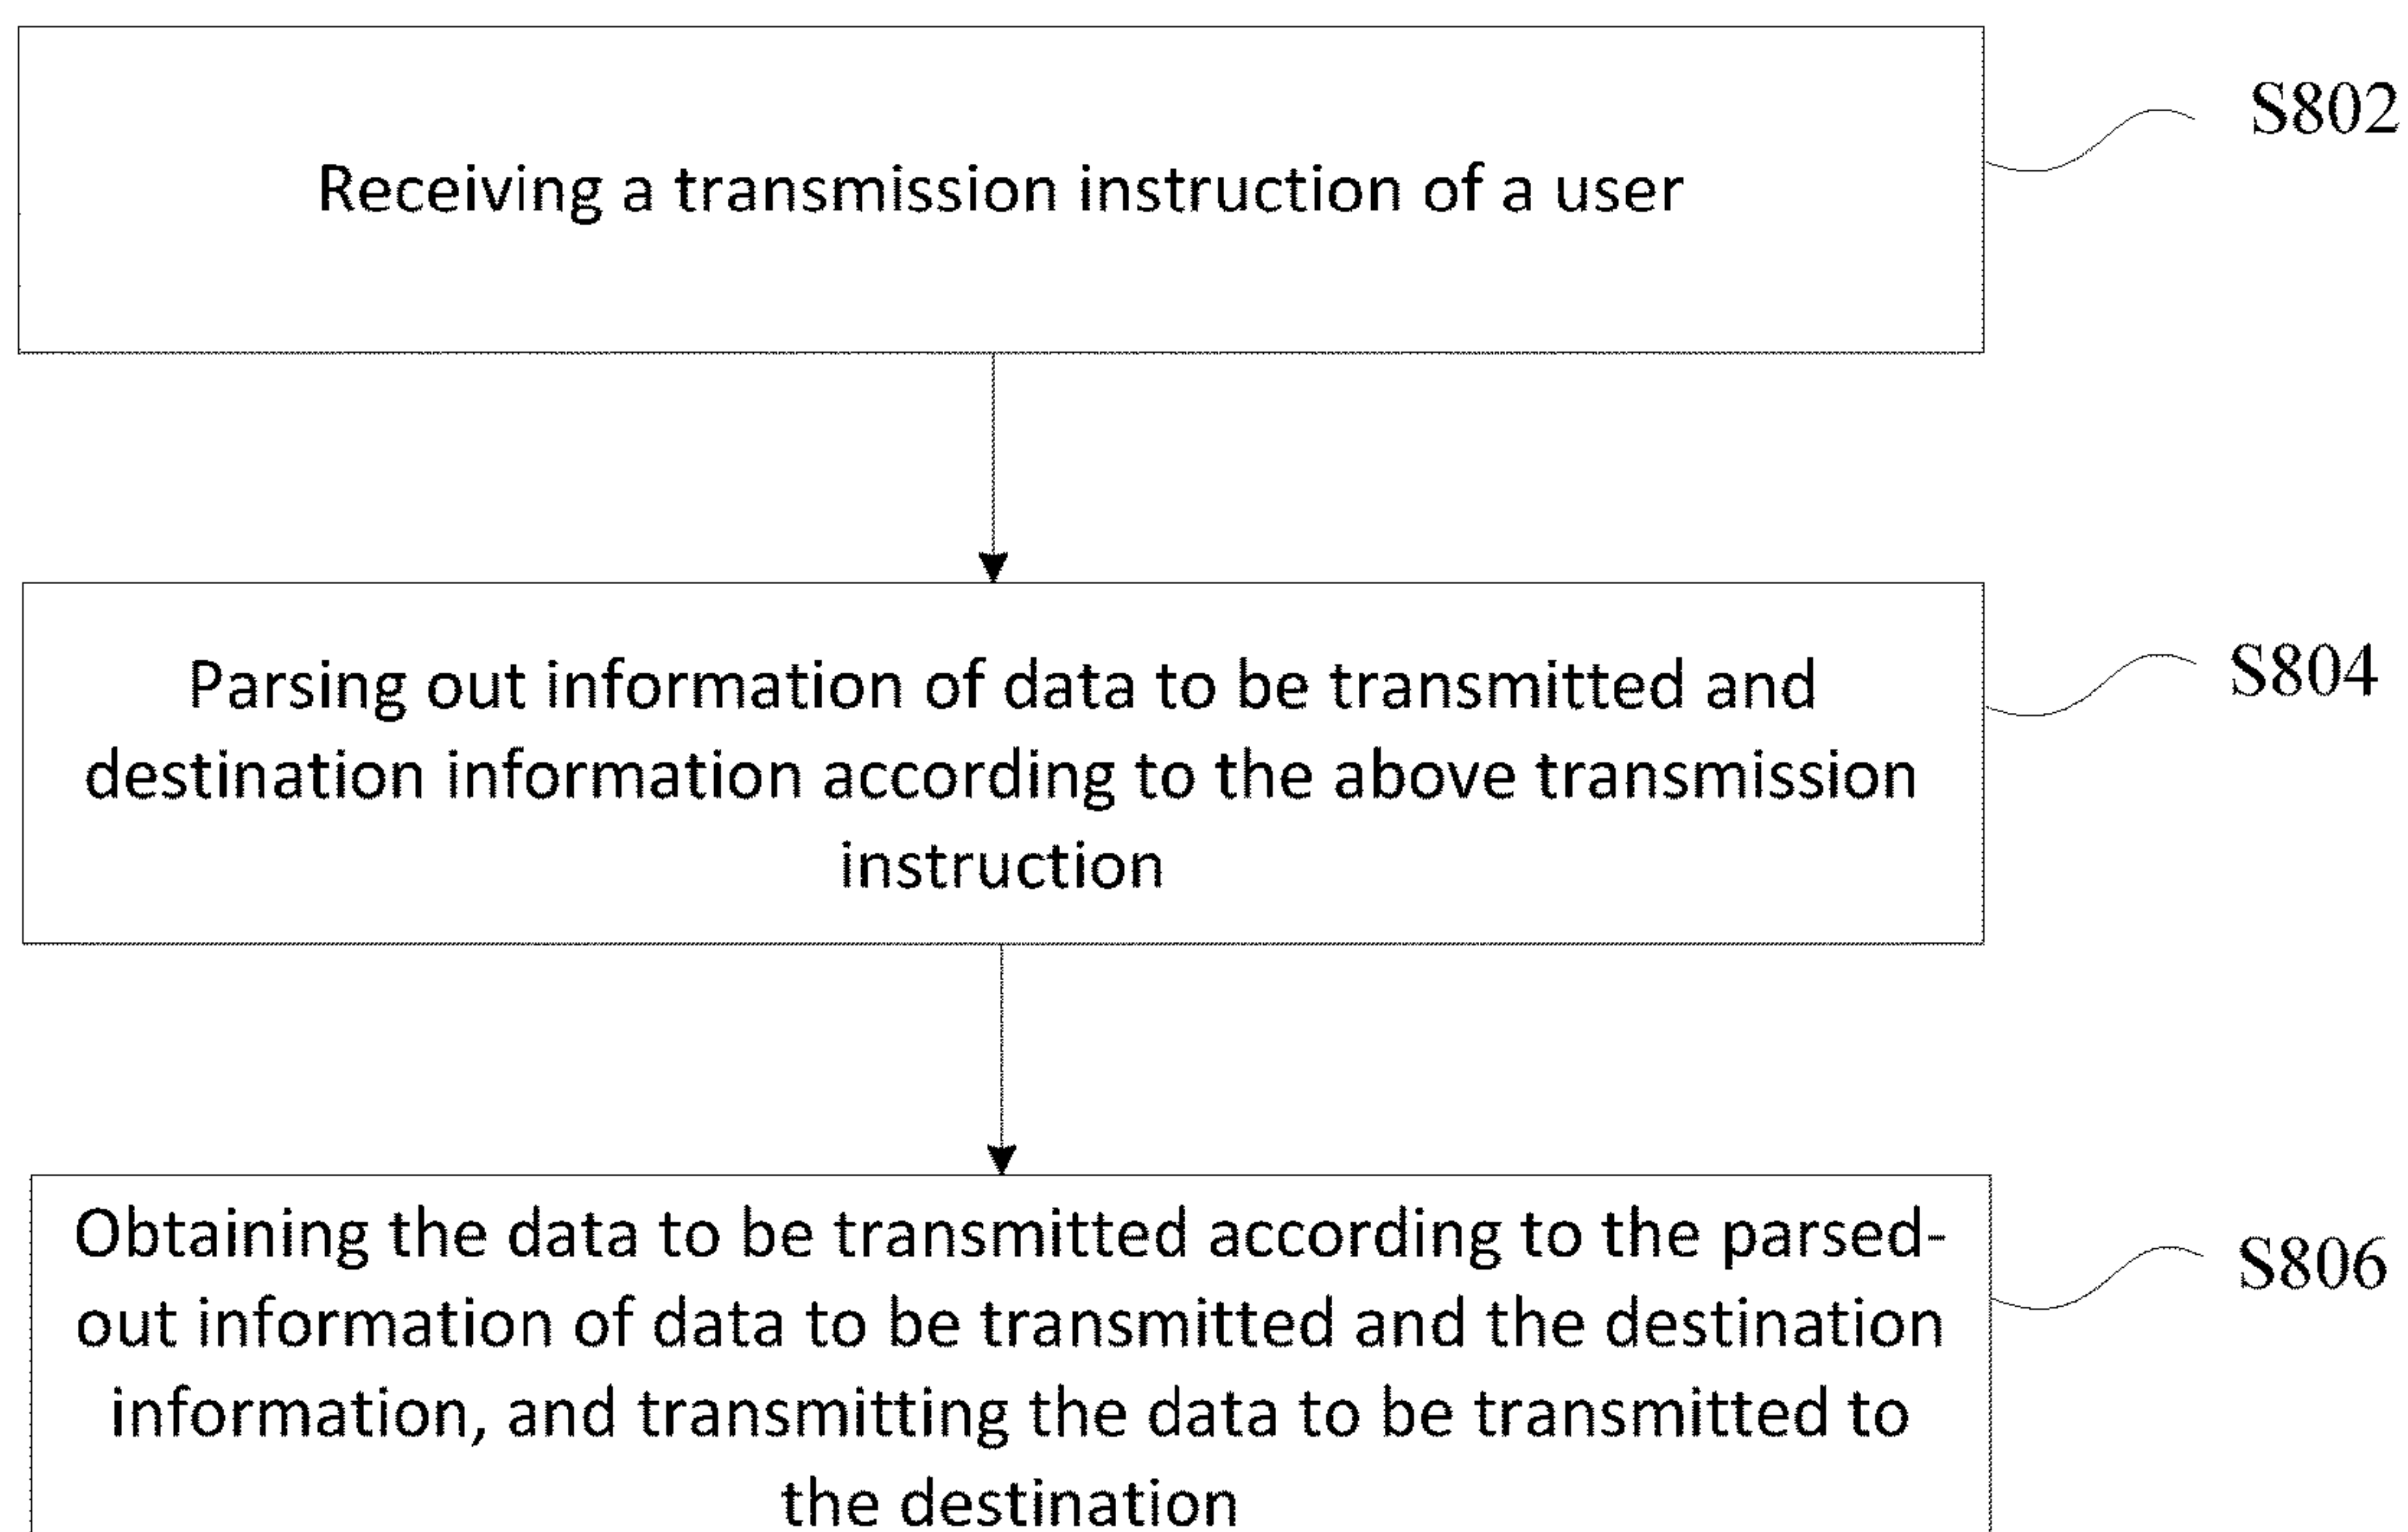 Receiving a transmission instruction of a user
S802
Parsing out information of data to be transmitted and
destination information according to the above transmission
instruction
S804
Obtaining the data to be transmitted according to the parsed-
out information of data to be transmitted and the destination
information, and transmitting the data to be transmitted to
the destination
S806